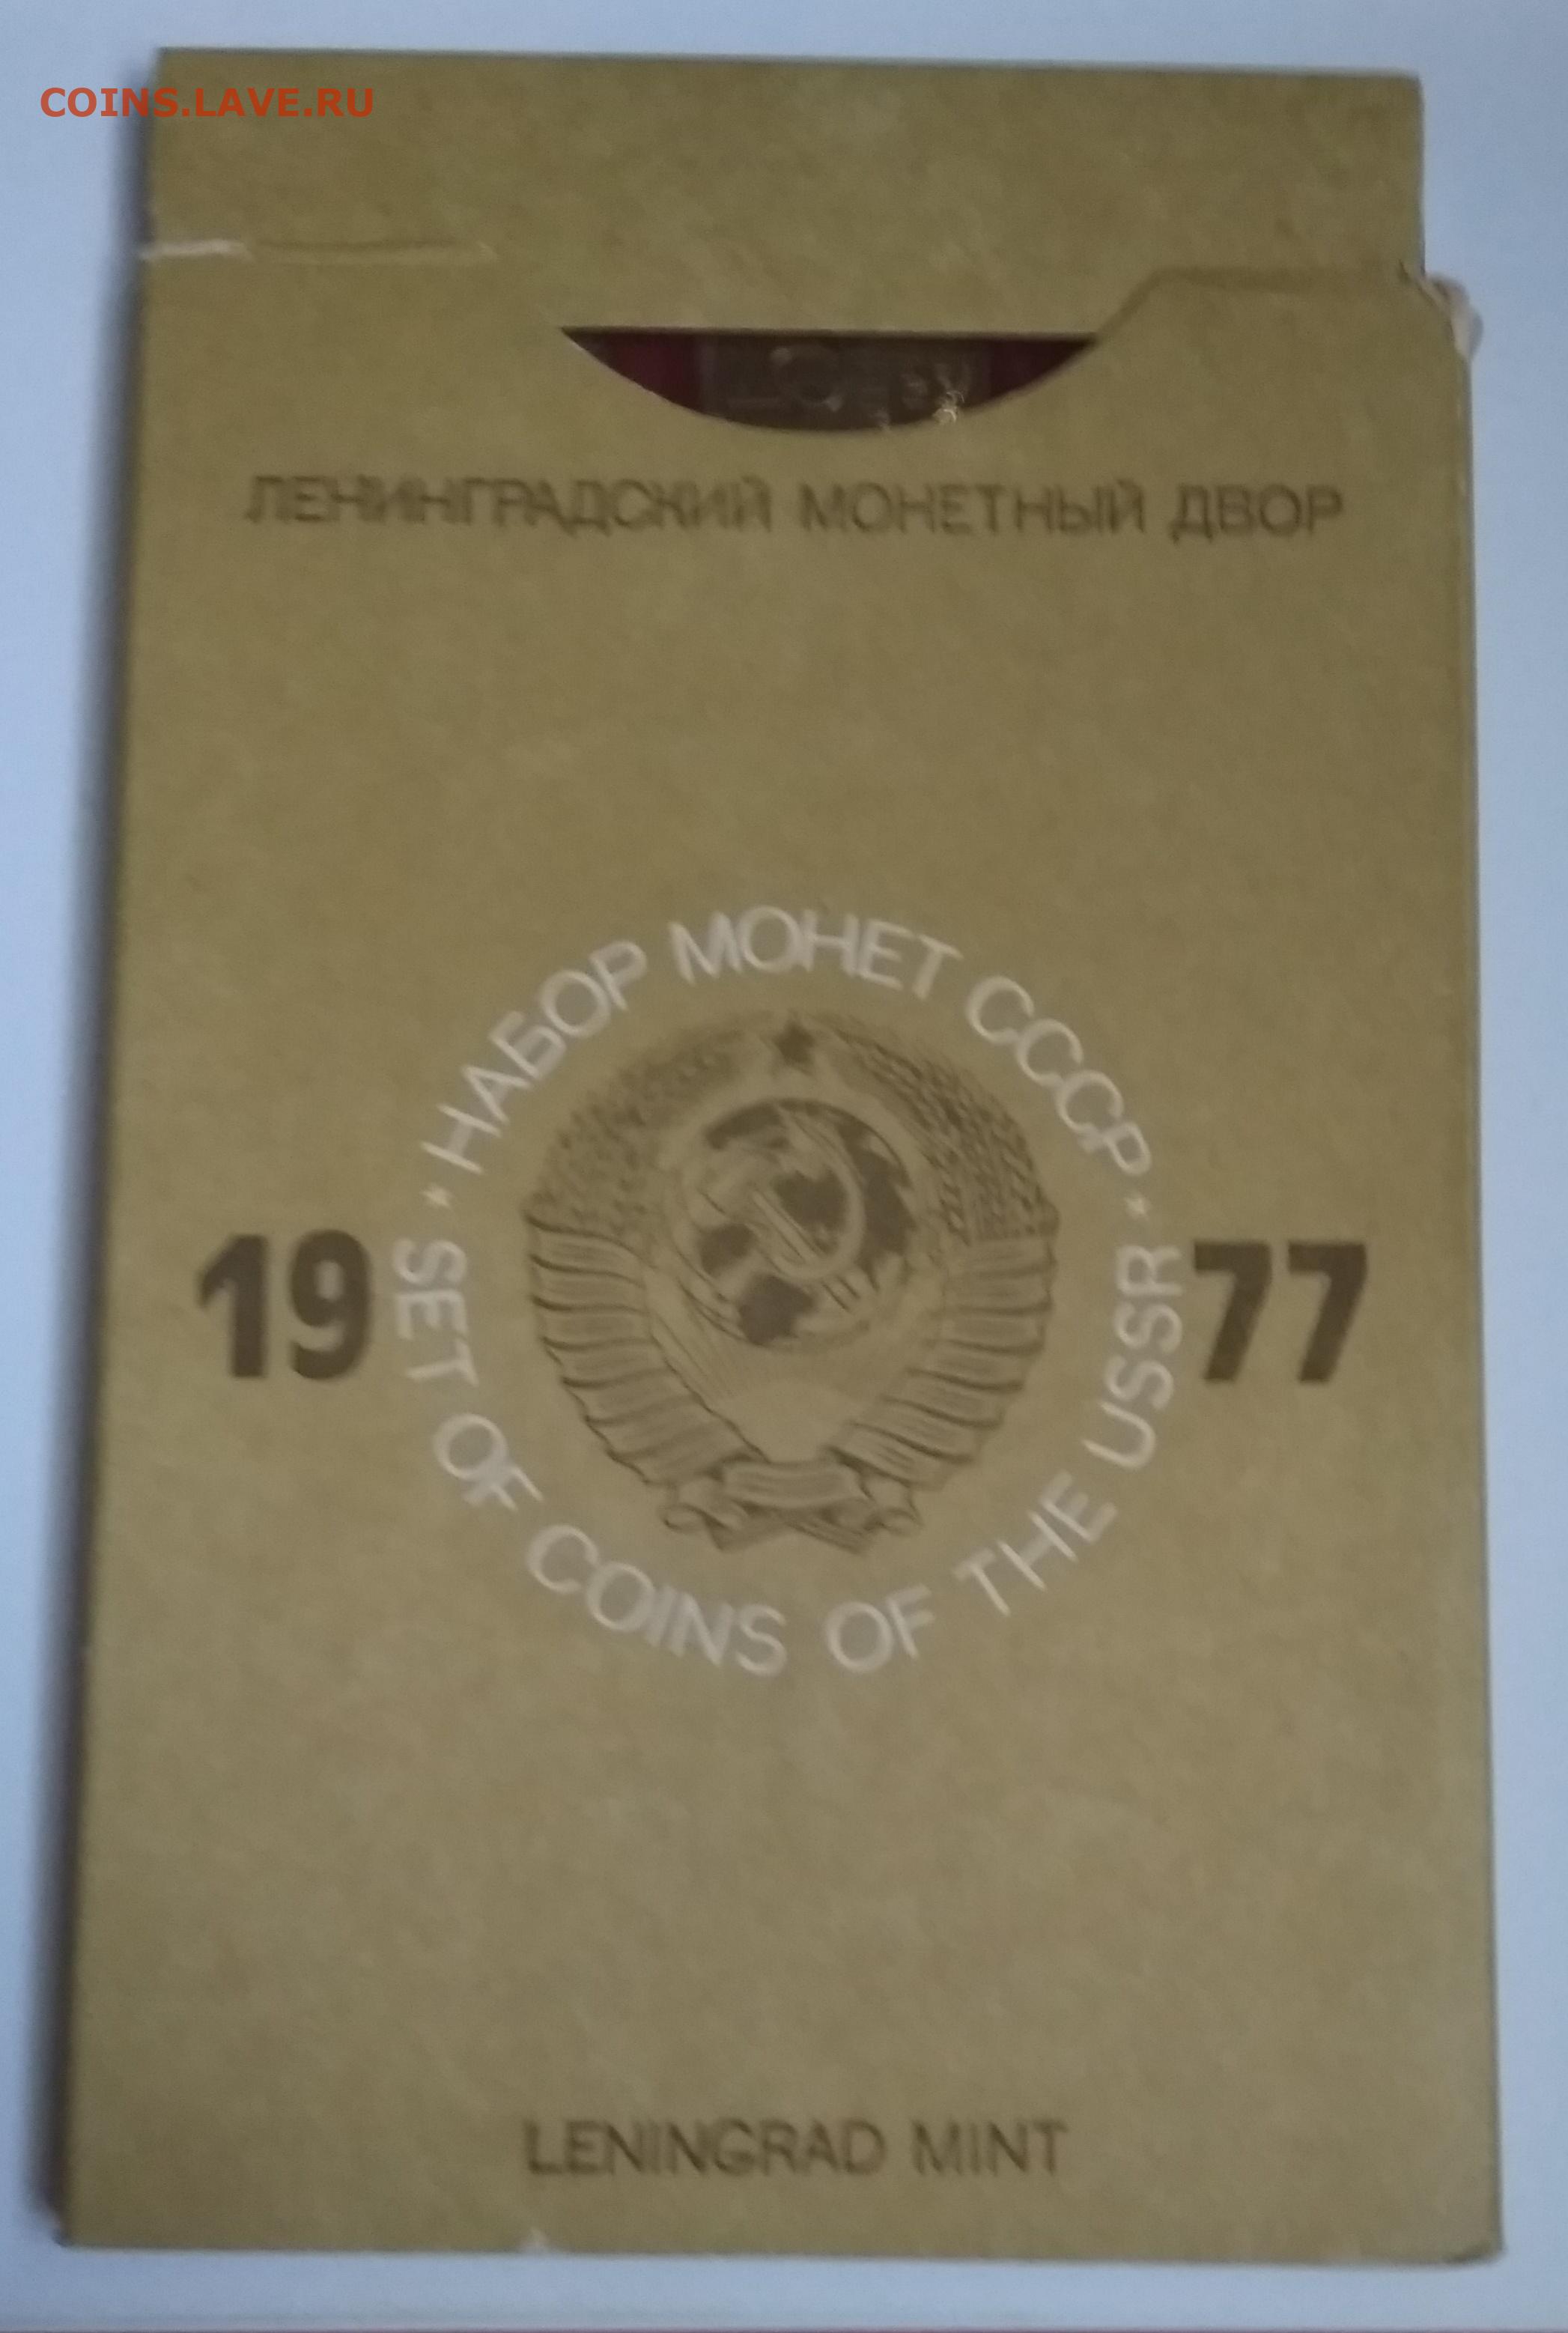 COINS.LAVE.RU
ЛЕНИНГРАДСКИЙ МОНЕТНЫЙ ДВОР
НАБОР МОНЕТ СССР
19 77
SET OF COINS OF THE USSR
LENINGRAD MINT